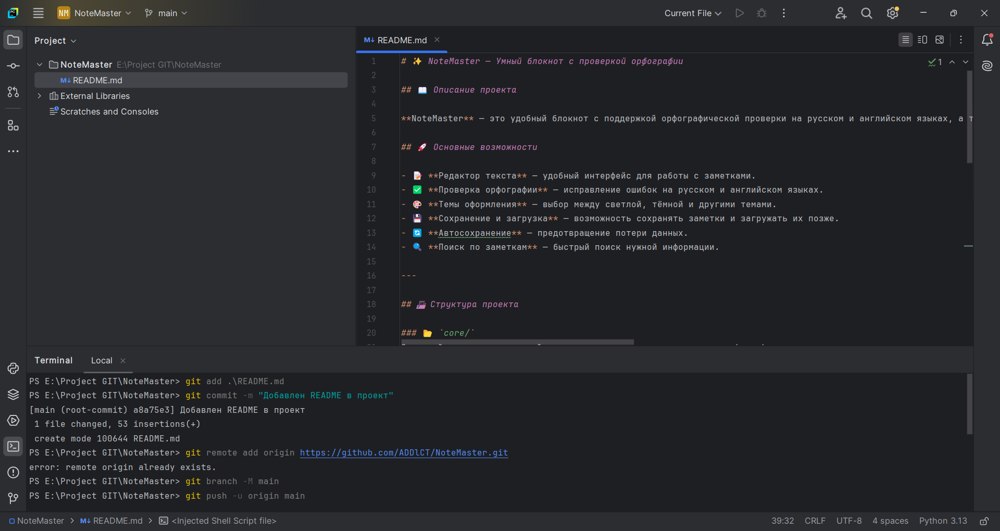 NM NoteMaster main Current File
Project
NoteMaster E:\Project GIT\NoteMaster
README.md
External Libraries
Scratches and Consoles
README.md
1 # ✨ NoteMaster — Умный блокнот с проверкой орфографии
2
3 ## 📖 Описание проекта
4
5 **NoteMaster** — это удобный блокнот с поддержкой орфографической проверки на русском и английском языках, а т
6
7 ## 🚀 Основные возможности
8
9 - 📝 **Редактор текста** — удобный интерфейс для работы с заметками.
10 - ✅ **Проверка орфографии** — исправление ошибок на русском и английском языках.
11 - 🎨 **Темы оформления** — выбор между светлой, тёмной и другими темами.
12 - 💾 **Сохранение и загрузка** — возможность сохранять заметки и загружать их позже.
13 - 🔄 **Автосохранение** — предотвращение потери данных.
14 - 🔍 **Поиск по заметкам** — быстрый поиск нужной информации.
15
16 ---
17
18 ## Структура проекта
19
20 ### 📂 `core/`
1
Terminal Local
PS E:\Project GIT\NoteMaster> git add .\README.md
PS E:\Project GIT\NoteMaster> git commit -m "Добавлен README в проект"
[main (root-commit) a8a75e3] Добавлен README в проект
1 file changed, 53 insertions(+)
create mode 100644 README.md
PS E:\Project GIT\NoteMaster> git remote add origin https://github.com/ADDlCT/NoteMaster.git
error: remote origin already exists.
PS E:\Project GIT\NoteMaster> git branch -M main
PS E:\Project GIT\NoteMaster> git push -u origin main
NoteMaster > README.md > <Injected Shell Script file> 39:32 CRLF UTF-8 4 spaces Python 3.13